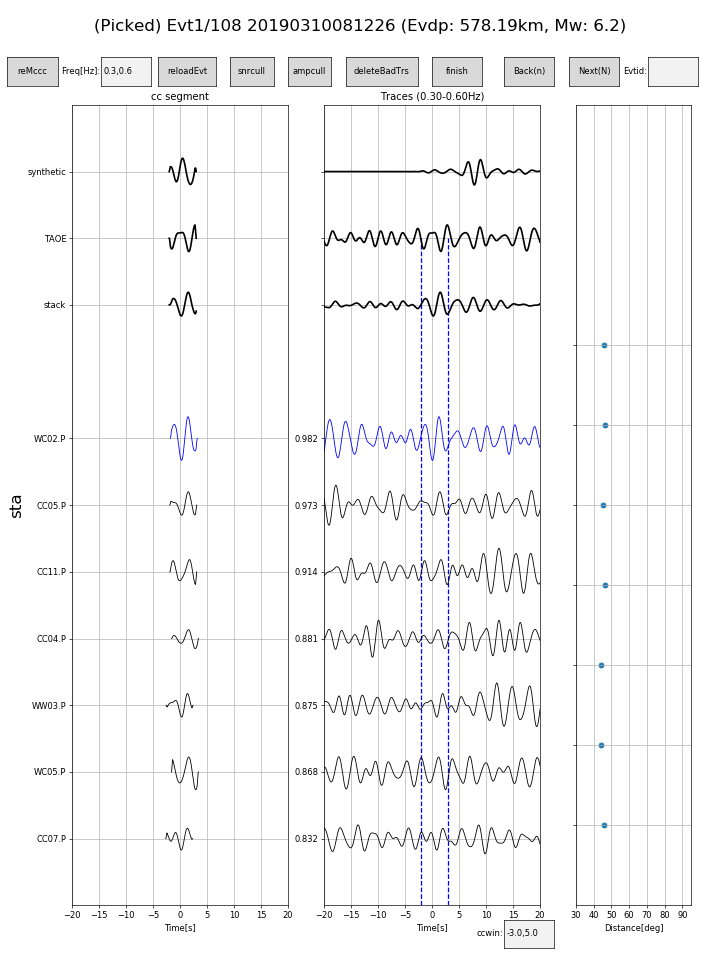 (Picked) Evt1/108 20190310081226 (Evdp: 578.19km, Mw: 6.2)
reMccc Freq[Hz]: 0.3,0.6 reloadEvt snrcull ampcull deleteBadTrs finish Back(n) Next(N) Evtid:
cc segment Traces (0.30-0.60Hz)
synthetic
TAOE
stack
WC02.P 0.982
CC05.P 0.973
CC11.P 0.914
CC04.P 0.881
WW03.P 0.875
WC05.P 0.868
CC07.P 0.832
sta
−20 −15 −10 −5 0 5 10 15 20 −20 −15 −10 −5 0 5 10 15 20 30 40 50 60 70 80 90
Time[s] Time[s] Distance[deg]
ccwin: -3.0,5.0